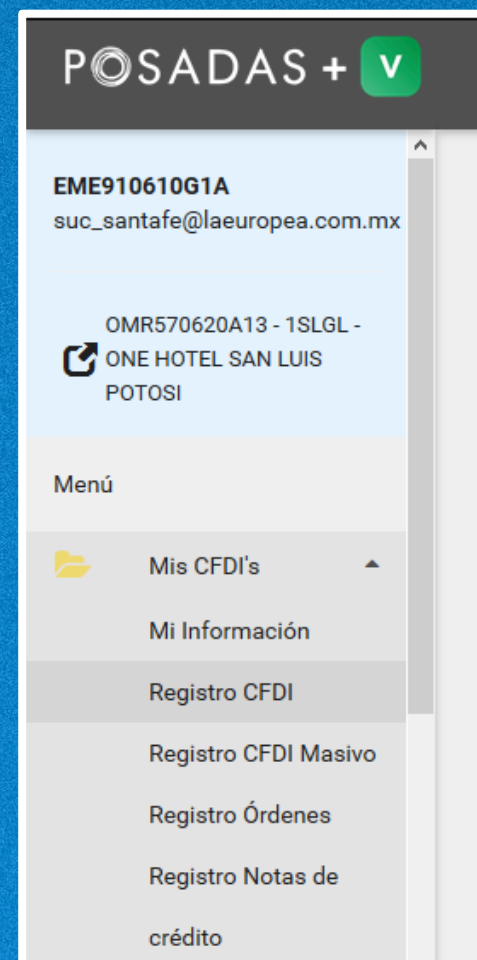 POSADAS + V
EME910610G1A
suc_santafe@laeuropea.com.mx
OMR570620A13 - 1SLGL -
ONE HOTEL SAN LUIS
POTOSI
Menú
Mis CFDI's
Mi Información
Registro CFDI
Registro CFDI Masivo
Registro Órdenes
Registro Notas de
crédito